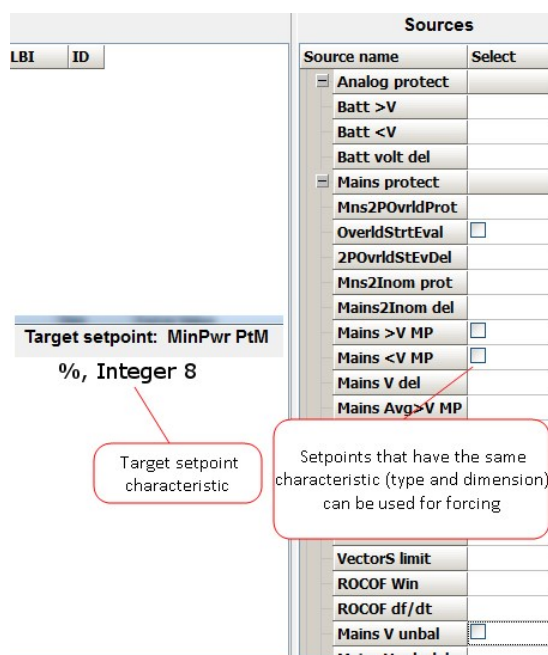 Sources
LBI ID
Source name Select
Analog protect
Batt >V
Batt <V
Batt volt del
Mains protect
Mns2POvrldProt
OverldStrtEval
2POvrldStEvDel
Mns2Inom prot
Mains2Inom del
Mains >V MP
Mains <V MP
Mains V del
Mains Avg>V MP
Target setpoint: MinPwr PtM
%, Integer 8
Target setpoint
characteristic
Setpoints that have the same
characteristic (type and dimension)
can be used for forcing
VectorS limit
ROCOF Win
ROCOF df/dt
Mains V unbal